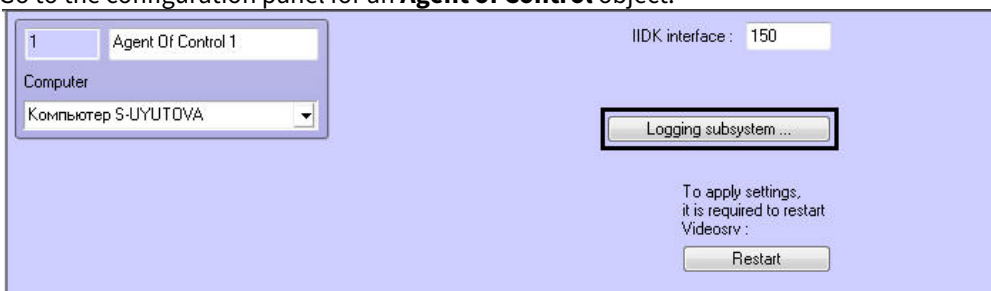 Go to the configuration panel for an Agent of Control object.
1
Agent Of Control 1
IIDK interface :
150
Computer
Компьютер S-UYUTOVA
Logging subsystem ...
To apply settings,
it is required to restart
Videosrv :
Restart